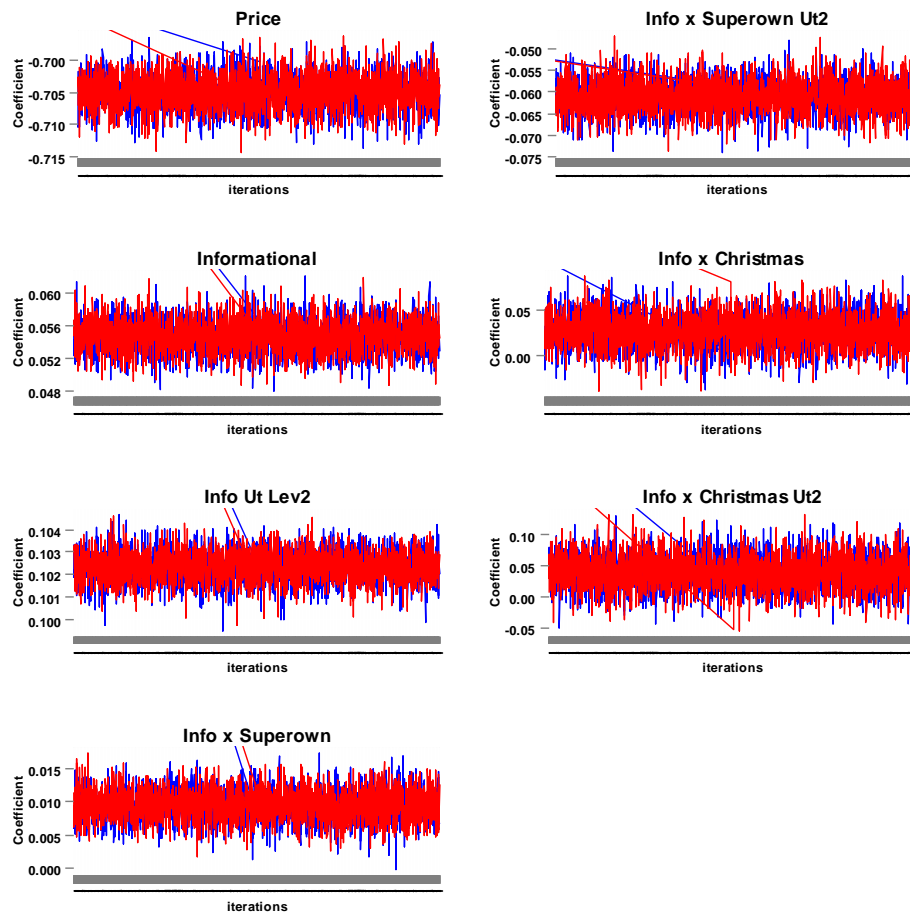 Price
Coefficient
-0.700
-0.705
-0.710
-0.715
iterations
Info x Superown Ut2
Coefficient
-0.050
-0.055
-0.060
-0.065
-0.070
-0.075
iterations
Informational
Coefficient
0.060
0.056
0.052
0.048
iterations
Info x Christmas
Coefficient
0.05
0.00
iterations
Info Ut Lev2
Coefficient
0.104
0.103
0.102
0.101
0.100
iterations
Info x Christmas Ut2
Coefficient
0.10
0.05
0.00
-0.05
iterations
Info x Superown
Coefficient
0.015
0.010
0.005
0.000
iterations